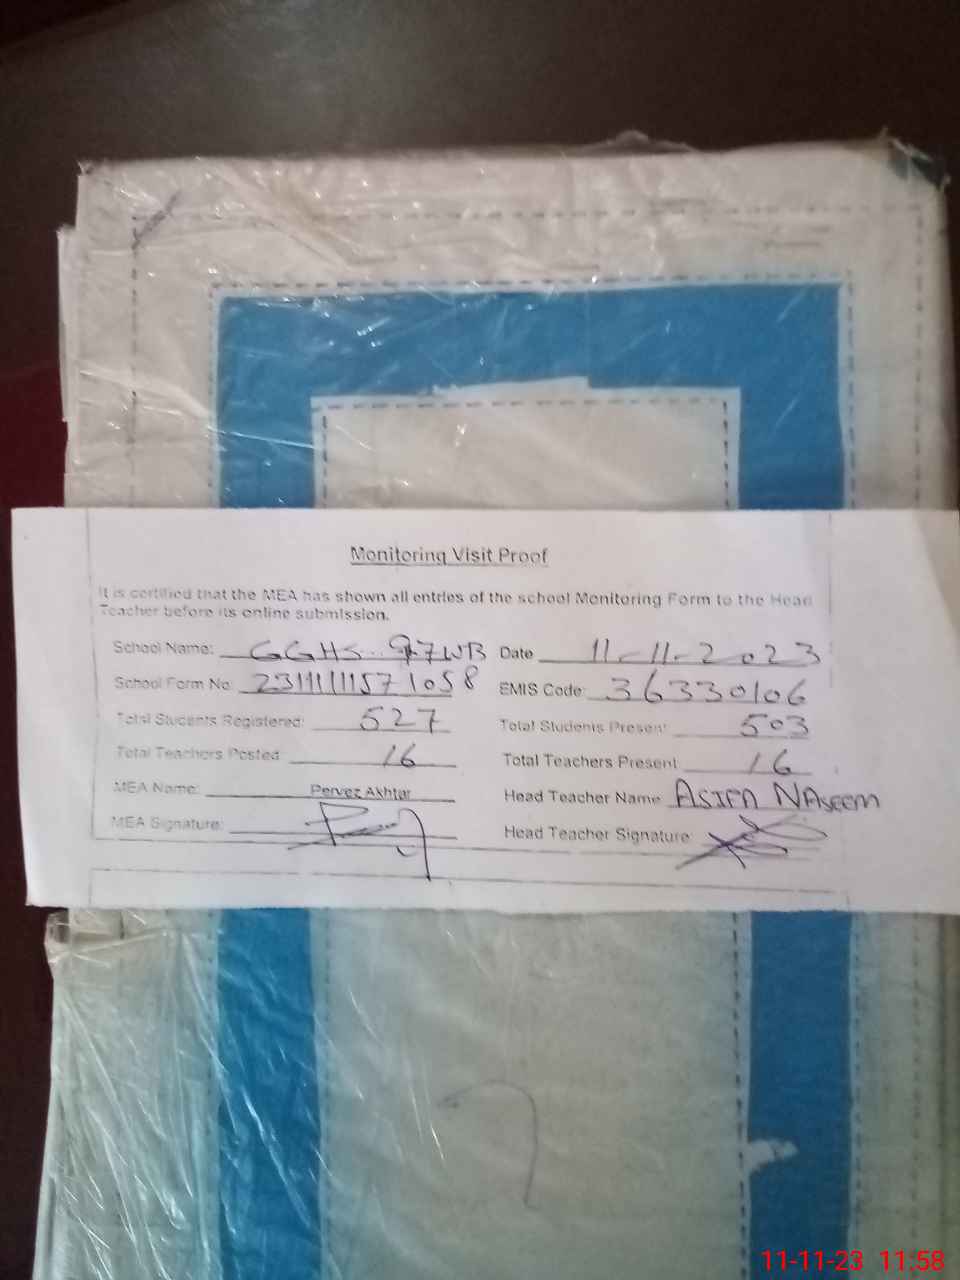 Monitoring Visit Proof
It is certified that the MEA has shown all entries of the school Monitoring Form to the Head
Teacher before its online submission.
School Name: GGHS 97WB Date 11-11-2023
School Form No: EMIS Code: 36330106
Total Students Registered: 527 Total Students Present 503
Total Teachers Posted 16 Total Teachers Present 16
MEA Name: Pervez Akhtar Head Teacher Name ASIFA NAseem
MEA Signature: Head Teacher Signature
11-11-23 11:58